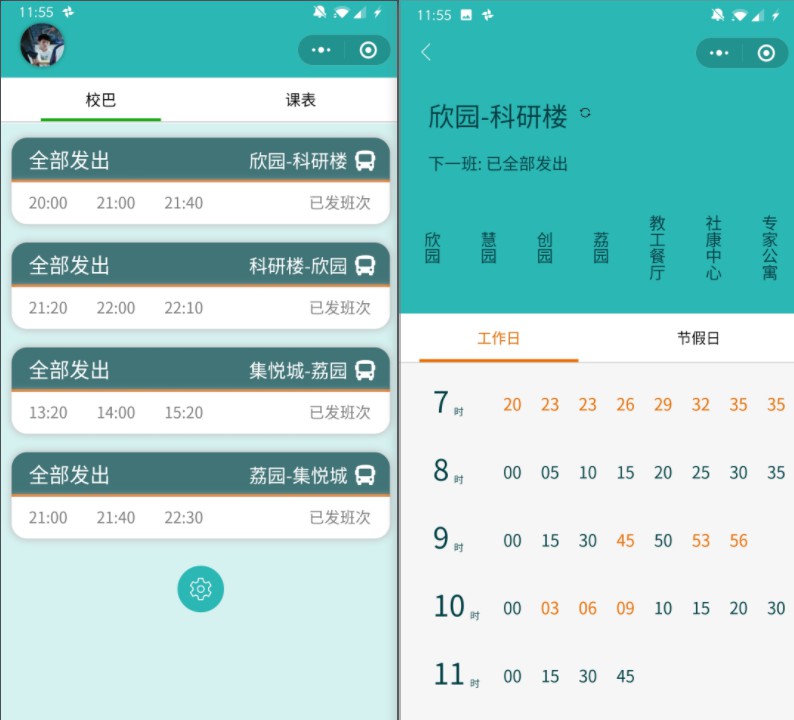 11:55
校巴
课表
全部发出
欣园-科研楼
20:00 21:00 21:40 已发班次
全部发出
科研楼-欣园
21:20 22:00 22:10 已发班次
全部发出
集悦城-荔园
13:20 14:00 15:20 已发班次
全部发出
荔园-集悦城
21:00 21:40 22:30 已发班次
11:55
欣园-科研楼
下一班: 已全部发出
欣园
慧园
创园
荔园
教工餐厅
社康中心
专家公寓
工作日
节假日
7时 20 23 23 26 29 32 35 35
8时 00 05 10 15 20 25 30 35
9时 00 15 30 45 50 53 56
10时 00 03 06 09 10 15 20 30
11时 00 15 30 45